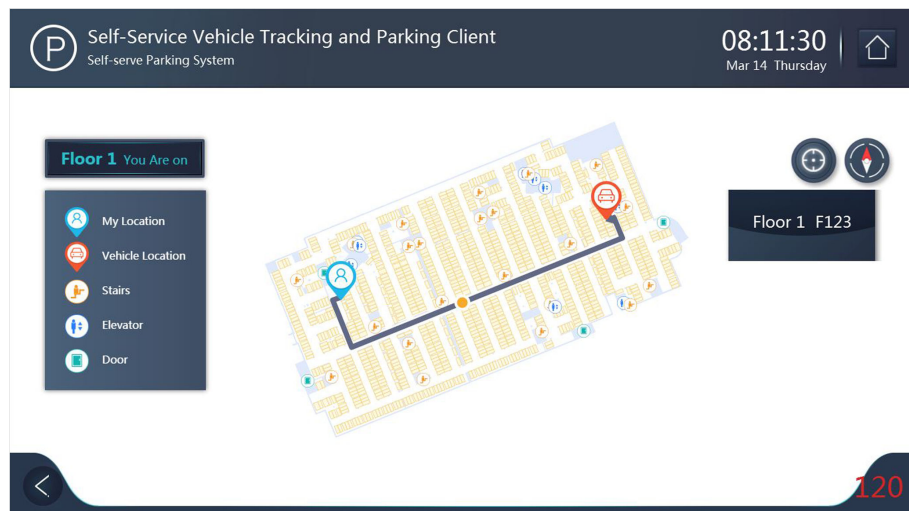 P
Self-Service Vehicle Tracking and Parking Client
Self-serve Parking System
08:11:30
Mar 14 Thursday
Floor 1 You Are on
My Location
Vehicle Location
Stairs
Elevator
Door
Floor 1 F123
120